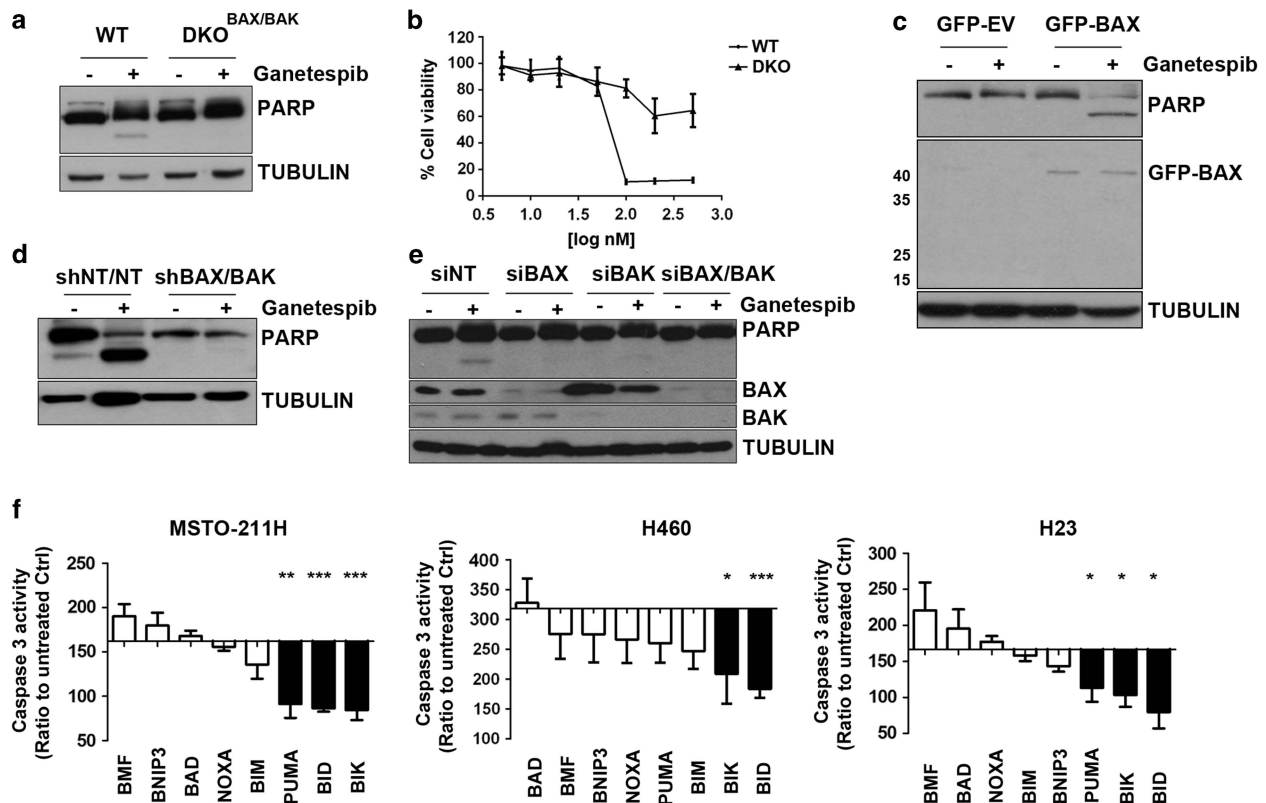 a
WT DKO BAX/BAK
- + - + Ganetespib
PARP
TUBULIN
b
120
100
80
60
40
20
0
% Cell viability
0.5 1.0 1.5 2.0 2.5 3.0
[log nM]
WT
DKO
c
GFP-EV GFP-BAX
- + - + Ganetespib
PARP
GFP-BAX
40
35
25
15
TUBULIN
d
shNT/NT shBAX/BAK
- + - + Ganetespib
PARP
TUBULIN
e
siNT siBAX siBAK siBAX/BAK
- + - + - + - + Ganetespib
PARP
BAX
BAK
TUBULIN
f
MSTO-211H
Caspase 3 activity
(Ratio to untreated Ctrl)
250
200
150
100
50
** *** ***
BMF BNIP3 BAD NOXA BIM PUMA BID BIK
H460
Caspase 3 activity
(Ratio to untreated Ctrl)
400
350
300
250
200
150
100
* ***
BAD BMF BNIP3 NOXA PUMA BIM BIK BID
H23
Caspase 3 activity
(Ratio to untreated Ctrl)
300
250
200
150
100
50
* * *
BMF BAD NOXA BIM BNIP3 PUMA BIK BID